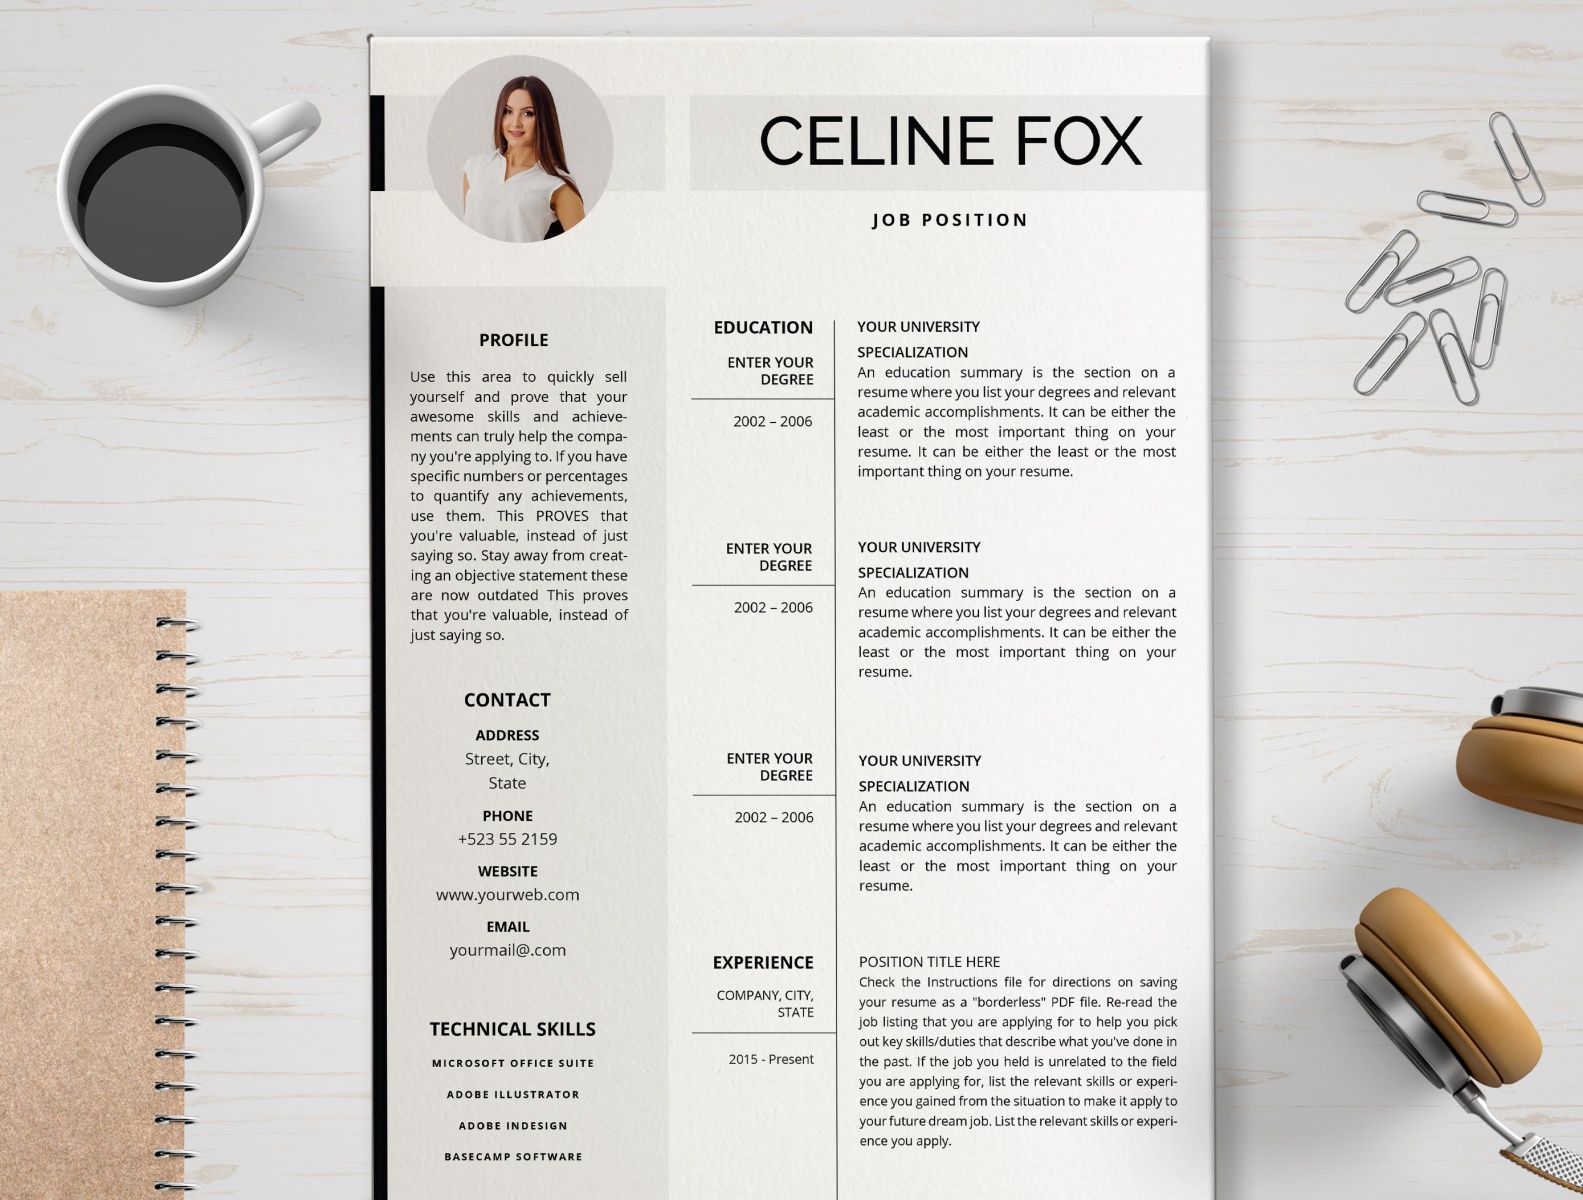 CELINE FOX
JOB POSITION
PROFILE
Use this area to quickly sell
yourself and prove that your
awesome skills and achieve-
ments can truly help the compa-
ny you're applying to. If you have
specific numbers or percentages
to quantify any achievements,
use them. This PROVES that
you're valuable, instead of just
saying so. Stay away from creat-
ing an objective statement these
are now outdated This proves
that you're valuable, instead of
just saying so.
CONTACT
ADDRESS
Street, City,
State
PHONE
+523 55 2159
WEBSITE
www.yourweb.com
EMAIL
yourmail@.com
TECHNICAL SKILLS
MICROSOFT OFFICE SUITE
ADOBE ILLUSTRATOR
ADOBE INDESIGN
BASECAMP SOFTWARE
EDUCATION
ENTER YOUR
DEGREE
2002 – 2006
YOUR UNIVERSITY
SPECIALIZATION
An education summary is the section on a
resume where you list your degrees and relevant
academic accomplishments. It can be either the
least or the most important thing on your
resume. It can be either the least or the most
important thing on your resume.
ENTER YOUR
DEGREE
2002 – 2006
YOUR UNIVERSITY
SPECIALIZATION
An education summary is the section on a
resume where you list your degrees and relevant
academic accomplishments. It can be either the
least or the most important thing on your
resume.
ENTER YOUR
DEGREE
2002 – 2006
YOUR UNIVERSITY
SPECIALIZATION
An education summary is the section on a
resume where you list your degrees and relevant
academic accomplishments. It can be either the
least or the most important thing on your
resume.
EXPERIENCE
COMPANY, CITY,
STATE
2015 - Present
POSITION TITLE HERE
Check the Instructions file for directions on saving
your resume as a "borderless" PDF file. Re-read the
job listing that you are applying for to help you pick
out key skills/duties that describe what you've done in
the past. If the job you held is unrelated to the field
you are applying for, list the relevant skills or experi-
ence you gained from the situation to make it apply to
your future dream job. List the relevant skills or experi-
ence you apply.